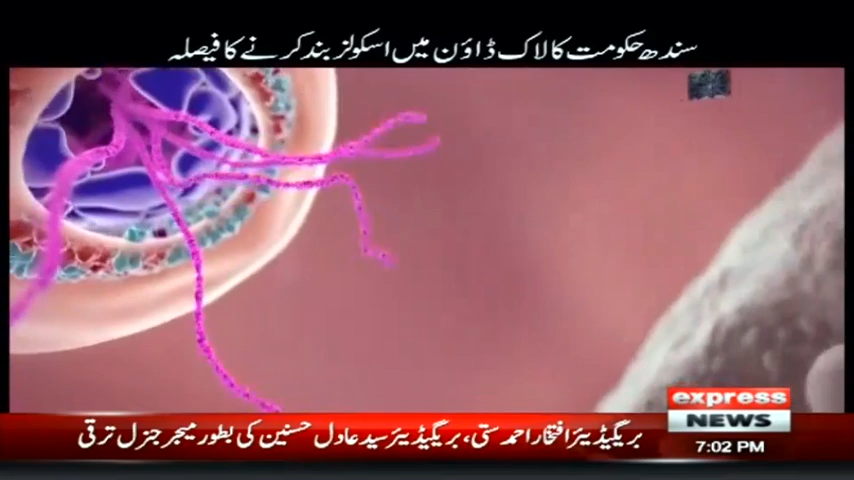 سندھ حکومت کا لاک ڈاؤن میں اسکولز بند کرنے کا فیصلہ
express
NEWS
بریگیڈیئر افتخار احمد ستی، بریگیڈیئر سید عادل حسنین کی بطور میجر جنرل ترقی
7:02 PM